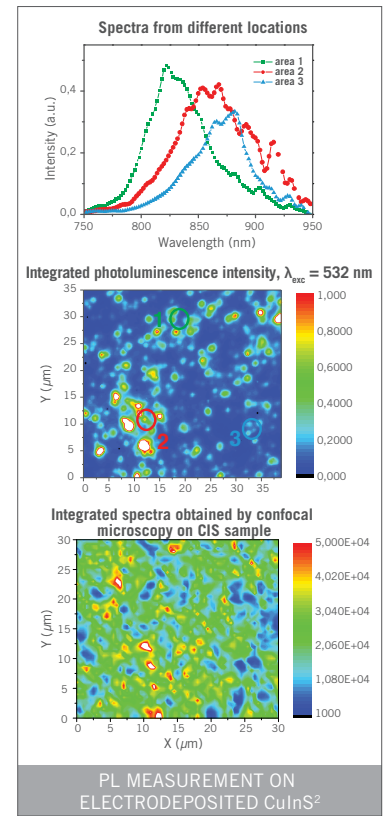 Spectra from different locations
area 1
area 2
area 3
Intensity (a.u.)
0,4
0,2
0,0
750 800 850 900 950
Wavelength (nm)
Integrated photoluminescence intensity, λexc = 532 nm
Y (µm)
35
30
25
20
15
10
5
0
0 5 10 15 20 25 30 35
1
2
3
1,000
0,8000
0,6000
0,4000
0,2000
0,000
Integrated spectra obtained by confocal
microscopy on CIS sample
Y (µm)
30
25
20
15
10
5
0
0 5 10 15 20 25 30
X (µm)
5,000E+04
4,020E+04
3,040E+04
2,060E+04
1,080E+04
1000
PL MEASUREMENT ON
ELECTRODEPOSITED CuInS²